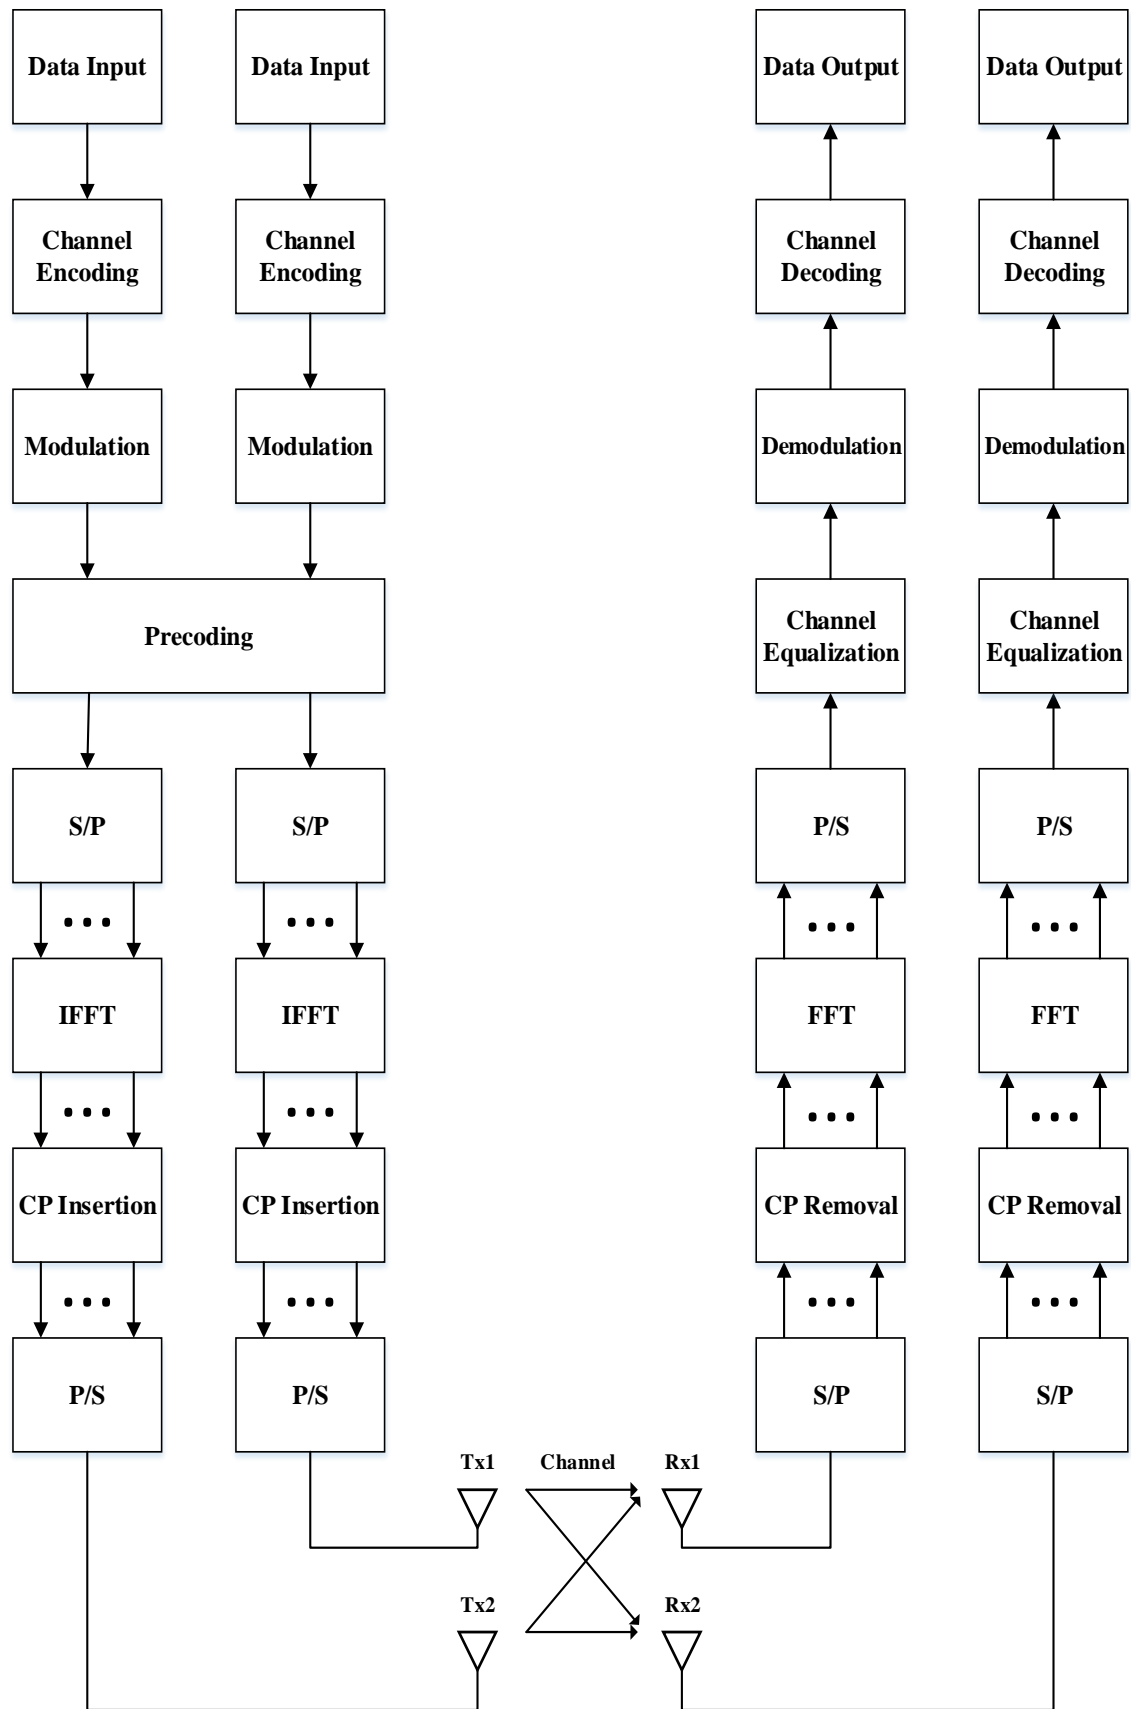 Data Input
Data Input
Data Output
Data Output
Channel
Encoding
Channel
Encoding
Channel
Decoding
Channel
Decoding
Modulation
Modulation
Demodulation
Demodulation
Precoding
Channel
Equalization
Channel
Equalization
S/P
S/P
P/S
P/S
IFFT
IFFT
FFT
FFT
CP Insertion
CP Insertion
CP Removal
CP Removal
P/S
P/S
S/P
S/P
Tx1
Channel
Rx1
Tx2
Rx2